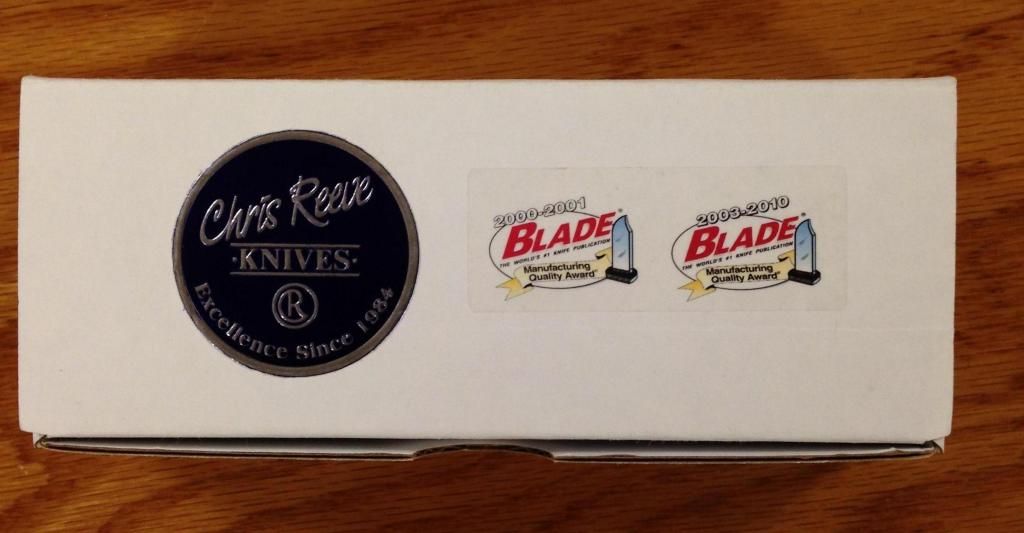 Chris Reeve
·KNIVES·
R
Excellence Since 1984
2000-2001
BLADE®
THE WORLD'S #1 KNIFE PUBLICATION
Manufacturing
Quality Award
2003-2010
BLADE®
THE WORLD'S #1 KNIFE PUBLICATION
Manufacturing
Quality Award